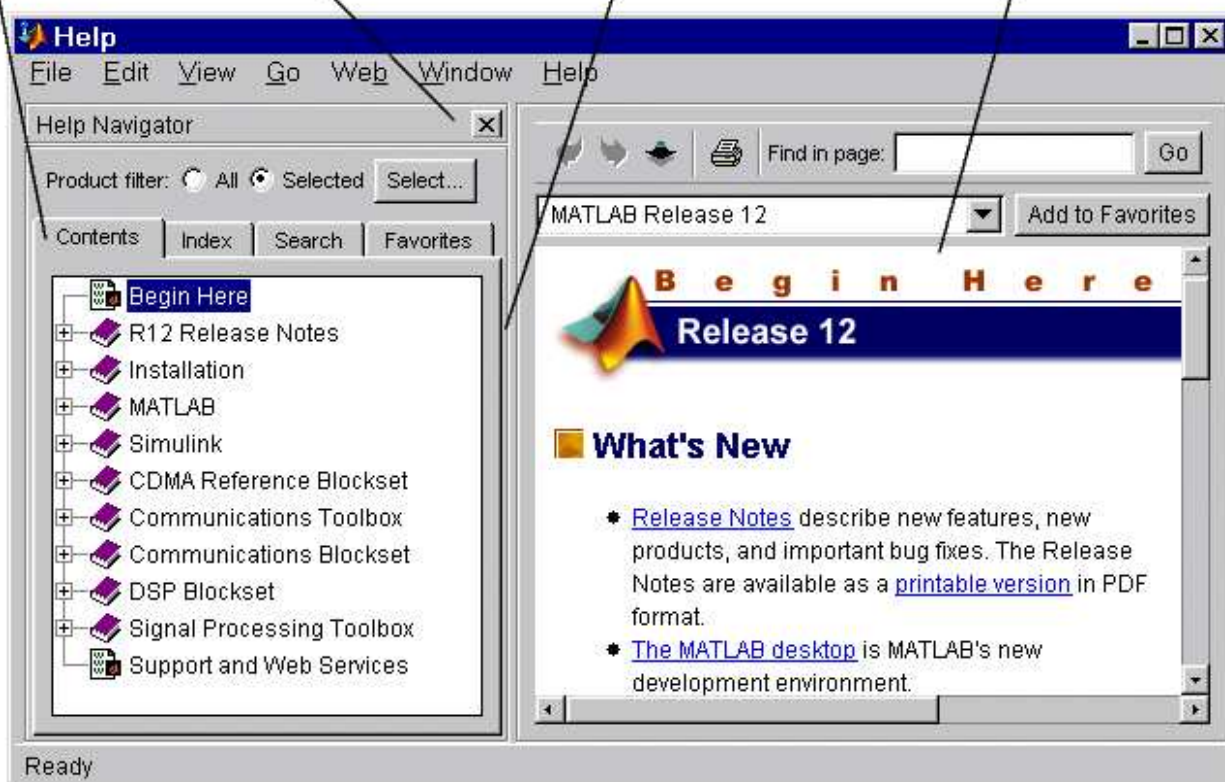 Help
File Edit View Go Web Window Help
Help Navigator
Product filter: All Selected Select...
Contents Index Search Favorites
Begin Here
R12 Release Notes
Installation
MATLAB
Simulink
CDMA Reference Blockset
Communications Toolbox
Communications Blockset
DSP Blockset
Signal Processing Toolbox
Support and Web Services
Find in page: Go
MATLAB Release 12 Add to Favorites
Begin Here
Release 12
What's New
Release Notes describe new features, new
products, and important bug fixes. The Release
Notes are available as a printable version in PDF
format.
The MATLAB desktop is MATLAB's new
development environment.
Ready